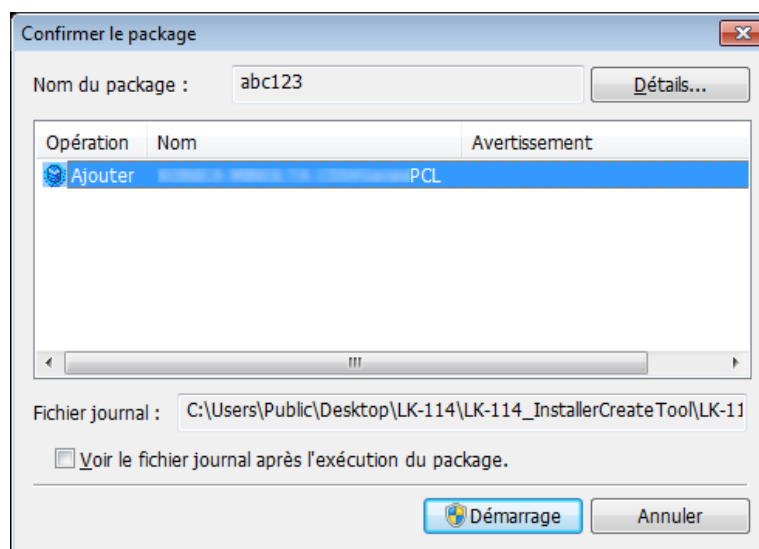 Confirmer le package
Nom du package : abc123 Détails...
Opération Nom Avertissement
Ajouter PCL
Fichier journal : C:\Users\Public\Desktop\LK-114\LK-114_InstallerCreateTool\LK-11
Voir le fichier journal après l'exécution du package.
Démarrage Annuler